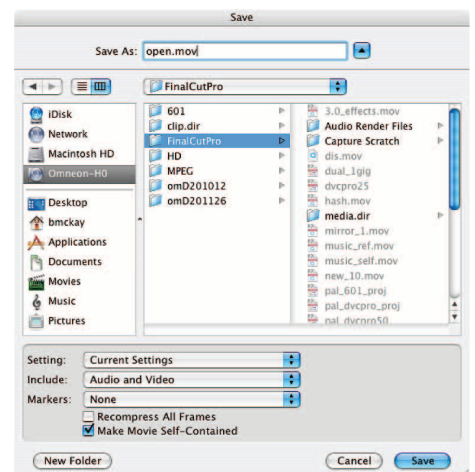 Save
Save As: open.mov
FinalCutPro
iDisk
Network
Macintosh HD
Omneon-H0
Desktop
bmckay
Applications
Documents
Movies
Music
Pictures
601
clip.dir
FinalCutPro
HD
MPEG
omD201012
omD201126
3.0_effects.mov
Audio Render Files
Capture Scratch
dis.mov
dual_1gig
dvcpro25
hash.mov
media.dir
mirror_1.mov
music_ref.mov
music_self.mov
new_10.mov
pal_601_proj
pal_dvcpro_proj
pal_dvcpro50
Setting: Current Settings
Include: Audio and Video
Markers: None
Recompress All Frames
Make Movie Self-Contained
New Folder Cancel Save